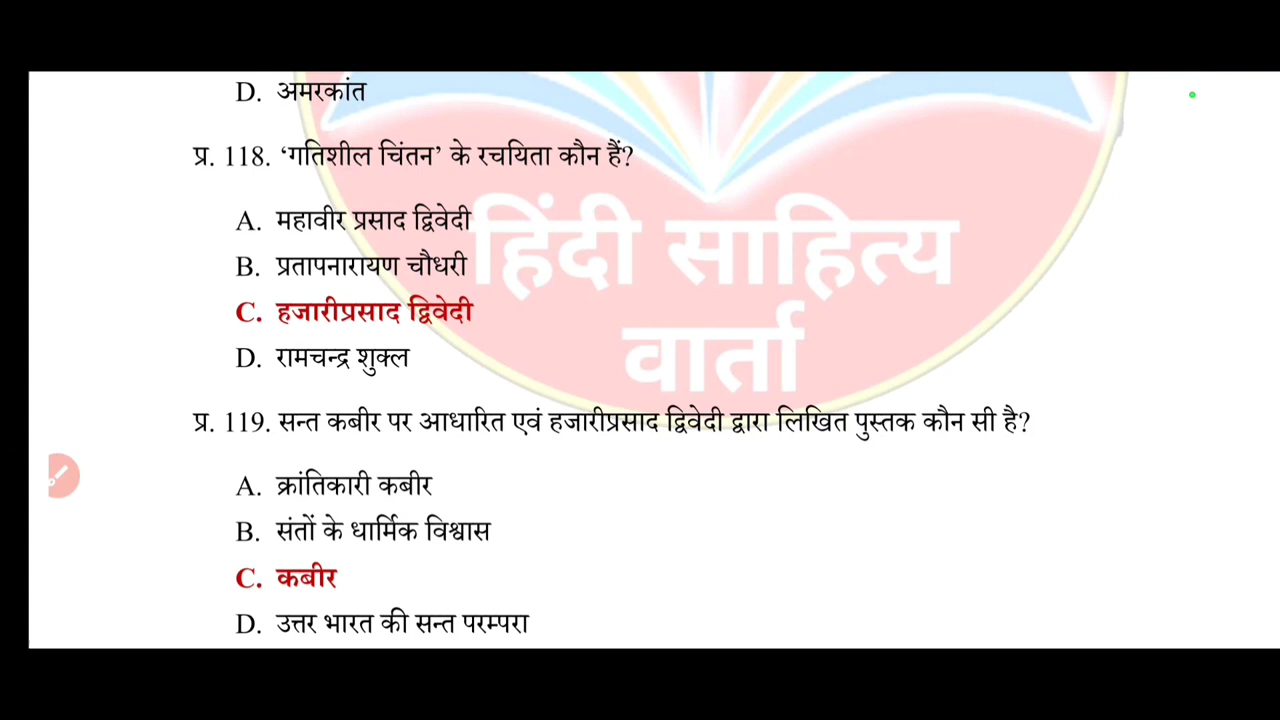 D. अमरकांत
प्र. 118. ‘गतिशील चिंतन’ के रचयिता कौन हैं?
A. महावीर प्रसाद द्विवेदी
B. प्रतापनारायण चौधरी
C. हजारीप्रसाद द्विवेदी
D. रामचन्द्र शुक्ल
हिंदी साहित्य
वार्ता
प्र. 119. सन्त कबीर पर आधारित एवं हजारीप्रसाद द्विवेदी द्वारा लिखित पुस्तक कौन सी है?
A. क्रांतिकारी कबीर
B. संतों के धार्मिक विश्वास
C. कबीर
D. उत्तर भारत की सन्त परम्परा